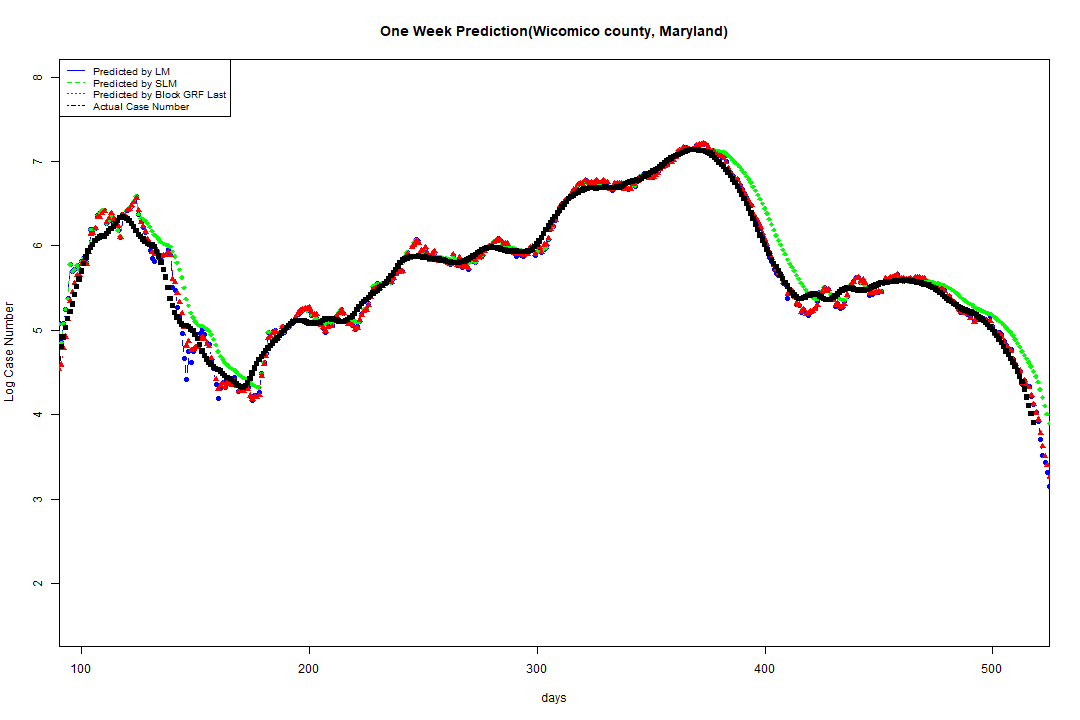 One Week Prediction(Wicomico county, Maryland)
Predicted by LM
Predicted by SLM
Predicted by Block GRF Last
Actual Case Number
8
7
6
5
4
3
2
Log Case Number
100 200 300 400 500
days